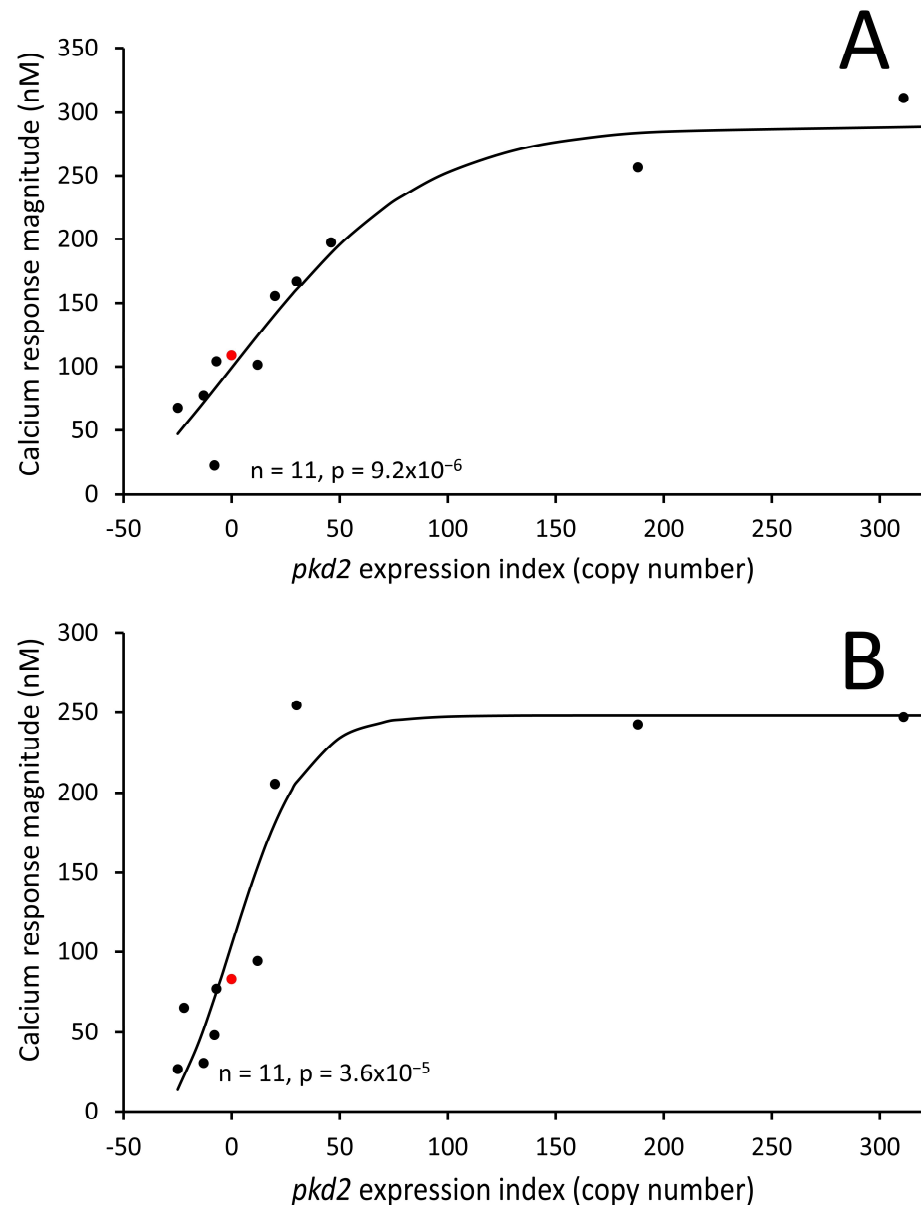 A
Calcium response magnitude (nM)
350
300
250
200
150
100
50
0
n = 11, p = 9.2x10⁻⁶
-50 0 50 100 150 200 250 300
pkd2 expression index (copy number)
B
Calcium response magnitude (nM)
300
250
200
150
100
50
0
n = 11, p = 3.6x10⁻⁵
-50 0 50 100 150 200 250 300
pkd2 expression index (copy number)